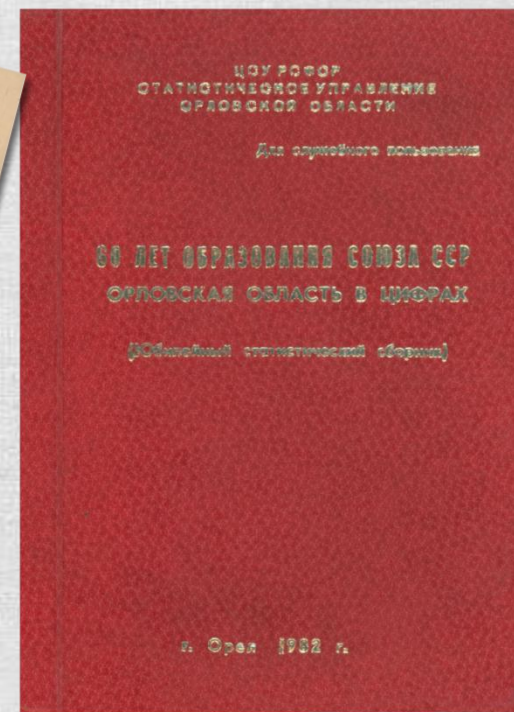 ЦСУ РСФСР
СТАТИСТИЧЕСКОЕ УПРАВЛЕНИЕ
ОРЛОВСКОЙ ОБЛАСТИ
Для служебного пользования
60 ЛЕТ ОБРАЗОВАНИЯ СОЮЗА ССР
ОРЛОВСКАЯ ОБЛАСТЬ В ЦИФРАХ
(Юбилейный статистический сборник)
г. Орел 1982 г.